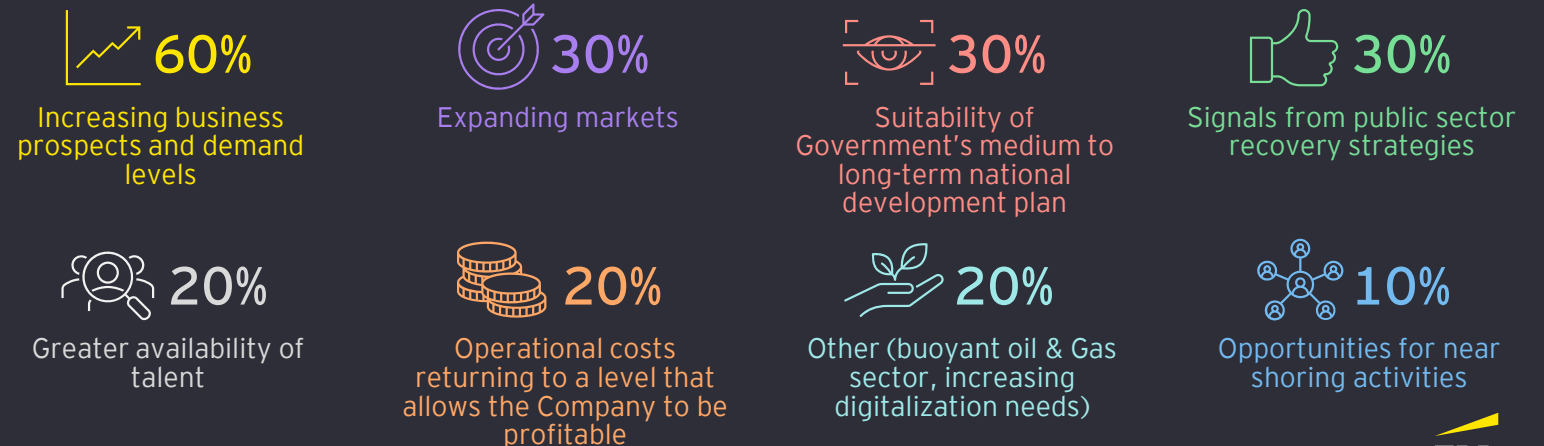 60%
Increasing business
prospects and demand
levels
30%
Expanding markets
30%
Suitability of
Government's medium to
long-term national
development plan
30%
Signals from public sector
recovery strategies
20%
Greater availability of
talent
20%
Operational costs
returning to a level that
allows the Company to be
profitable
20%
Other (buoyant oil & Gas
sector, increasing
digitalization needs)
10%
Opportunities for near
shoring activities